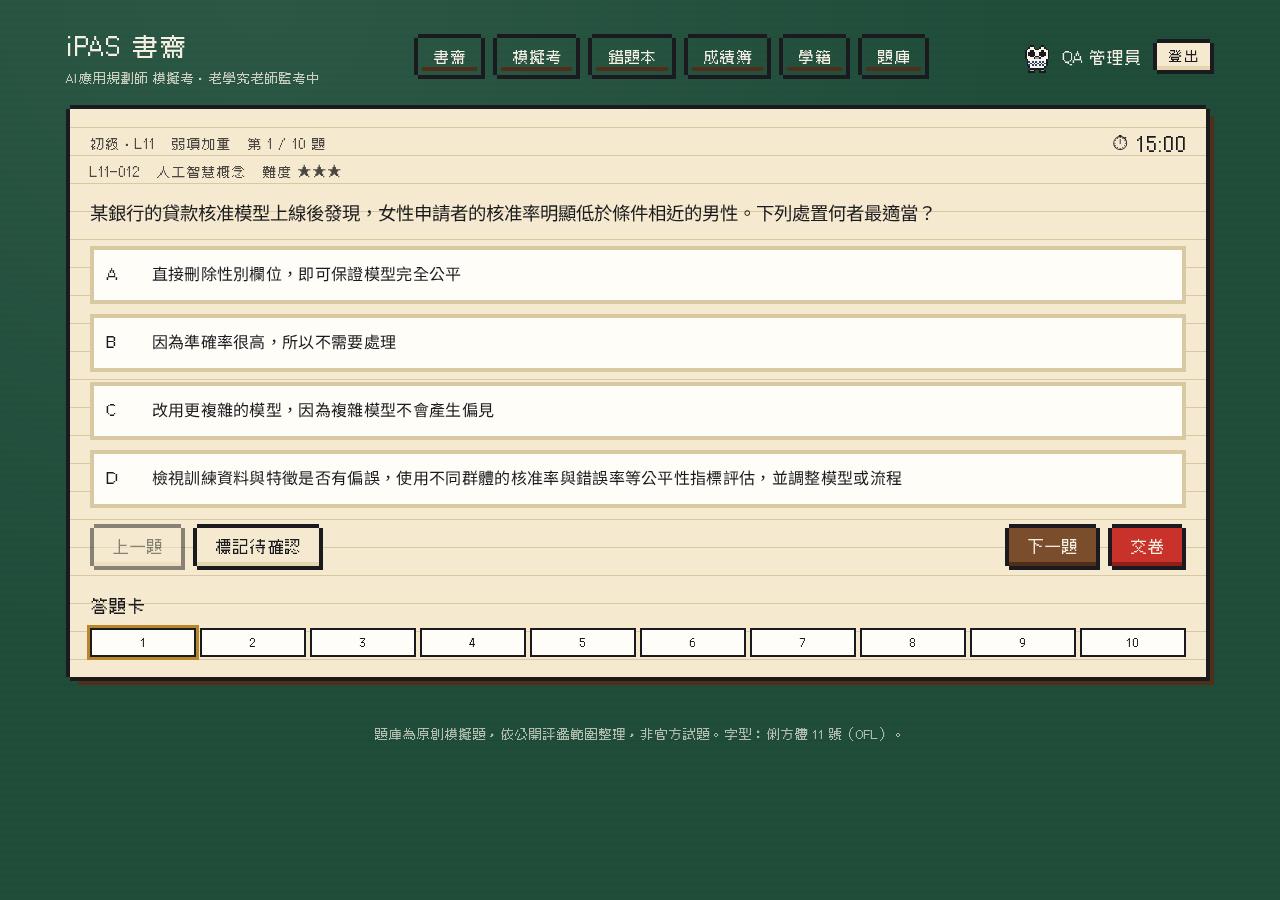 iPAS 書齋
AI應用規劃師 模擬考・老學究老師監考中
書齋
模擬考
錯題本
成績簿
學籍
題庫
QA 管理員
登出
初級・L11 弱項加重 第 1 / 10 題
⏱ 15:00
L11-012 人工智慧概念 難度 ★★★
某銀行的貸款核准模型上線後發現，女性申請者的核准率明顯低於條件相近的男性。下列處置何者最適當？
A 直接刪除性別欄位，即可保證模型完全公平
B 因為準確率很高，所以不需要處理
C 改用更複雜的模型，因為複雜模型不會產生偏見
D 檢視訓練資料與特徵是否有偏誤，使用不同群體的核准率與錯誤率等公平性指標評估，並調整模型或流程
上一題
標記待確認
下一題
交卷
答題卡
1 2 3 4 5 6 7 8 9 10
題庫為原創模擬題，依公開評鑑範圍整理，非官方試題。字型：俐方體 11 號（OFL）。